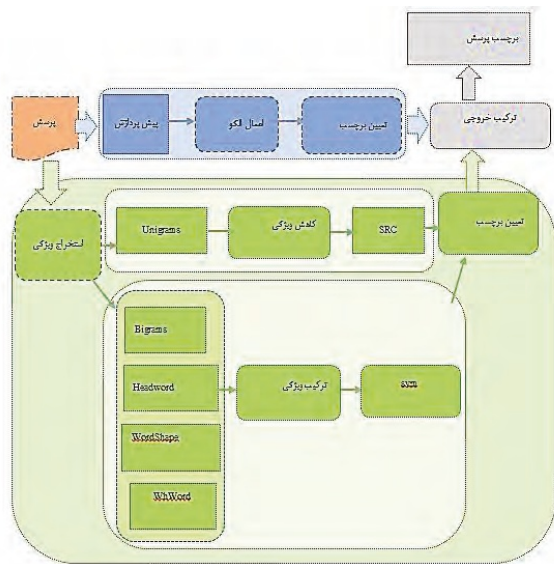 برچسب پرسش
پرسش
پیش پردازش
اعمال الگو
تعیین برچسب
ترکیب خروجی
استخراج ویژگی
Unigrams
کاهش ویژگی
SRC
تعیین برچسب
Bigrams
Headword
ترکیب ویژگی
svm
WordShape
WhWord